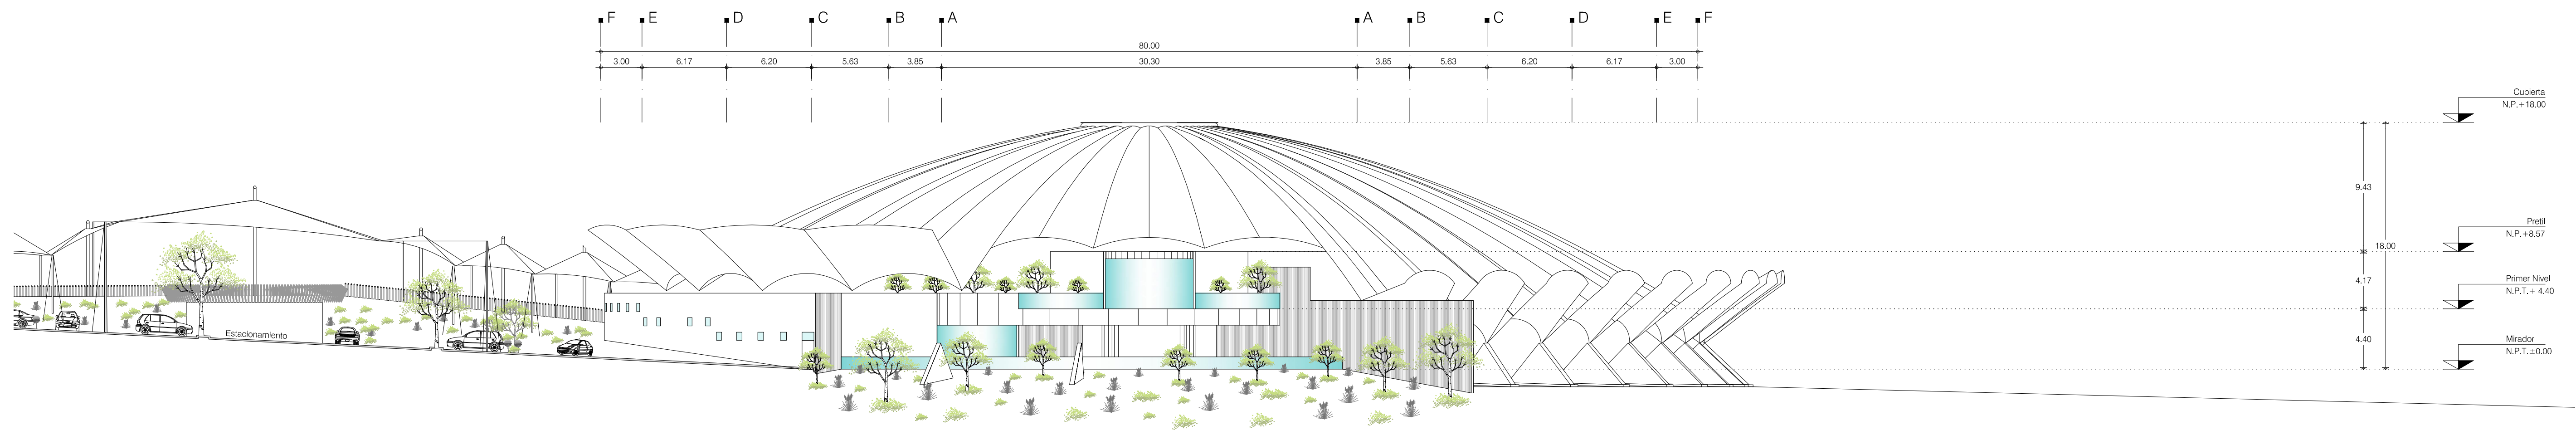 F E D C B A A B C D E F
80.00
3.00 6.17 6.20 5.63 3.85 30.30 3.85 5.63 6.20 6.17 3.00
Cubierta
N.P.+18.00
9.43
Pretil
N.P.+8.57
18.00
4.17
Primer Nivel
N.P.T.+ 4.40
Estacionamiento
4.40
Mirador
N.P.T.±0.00